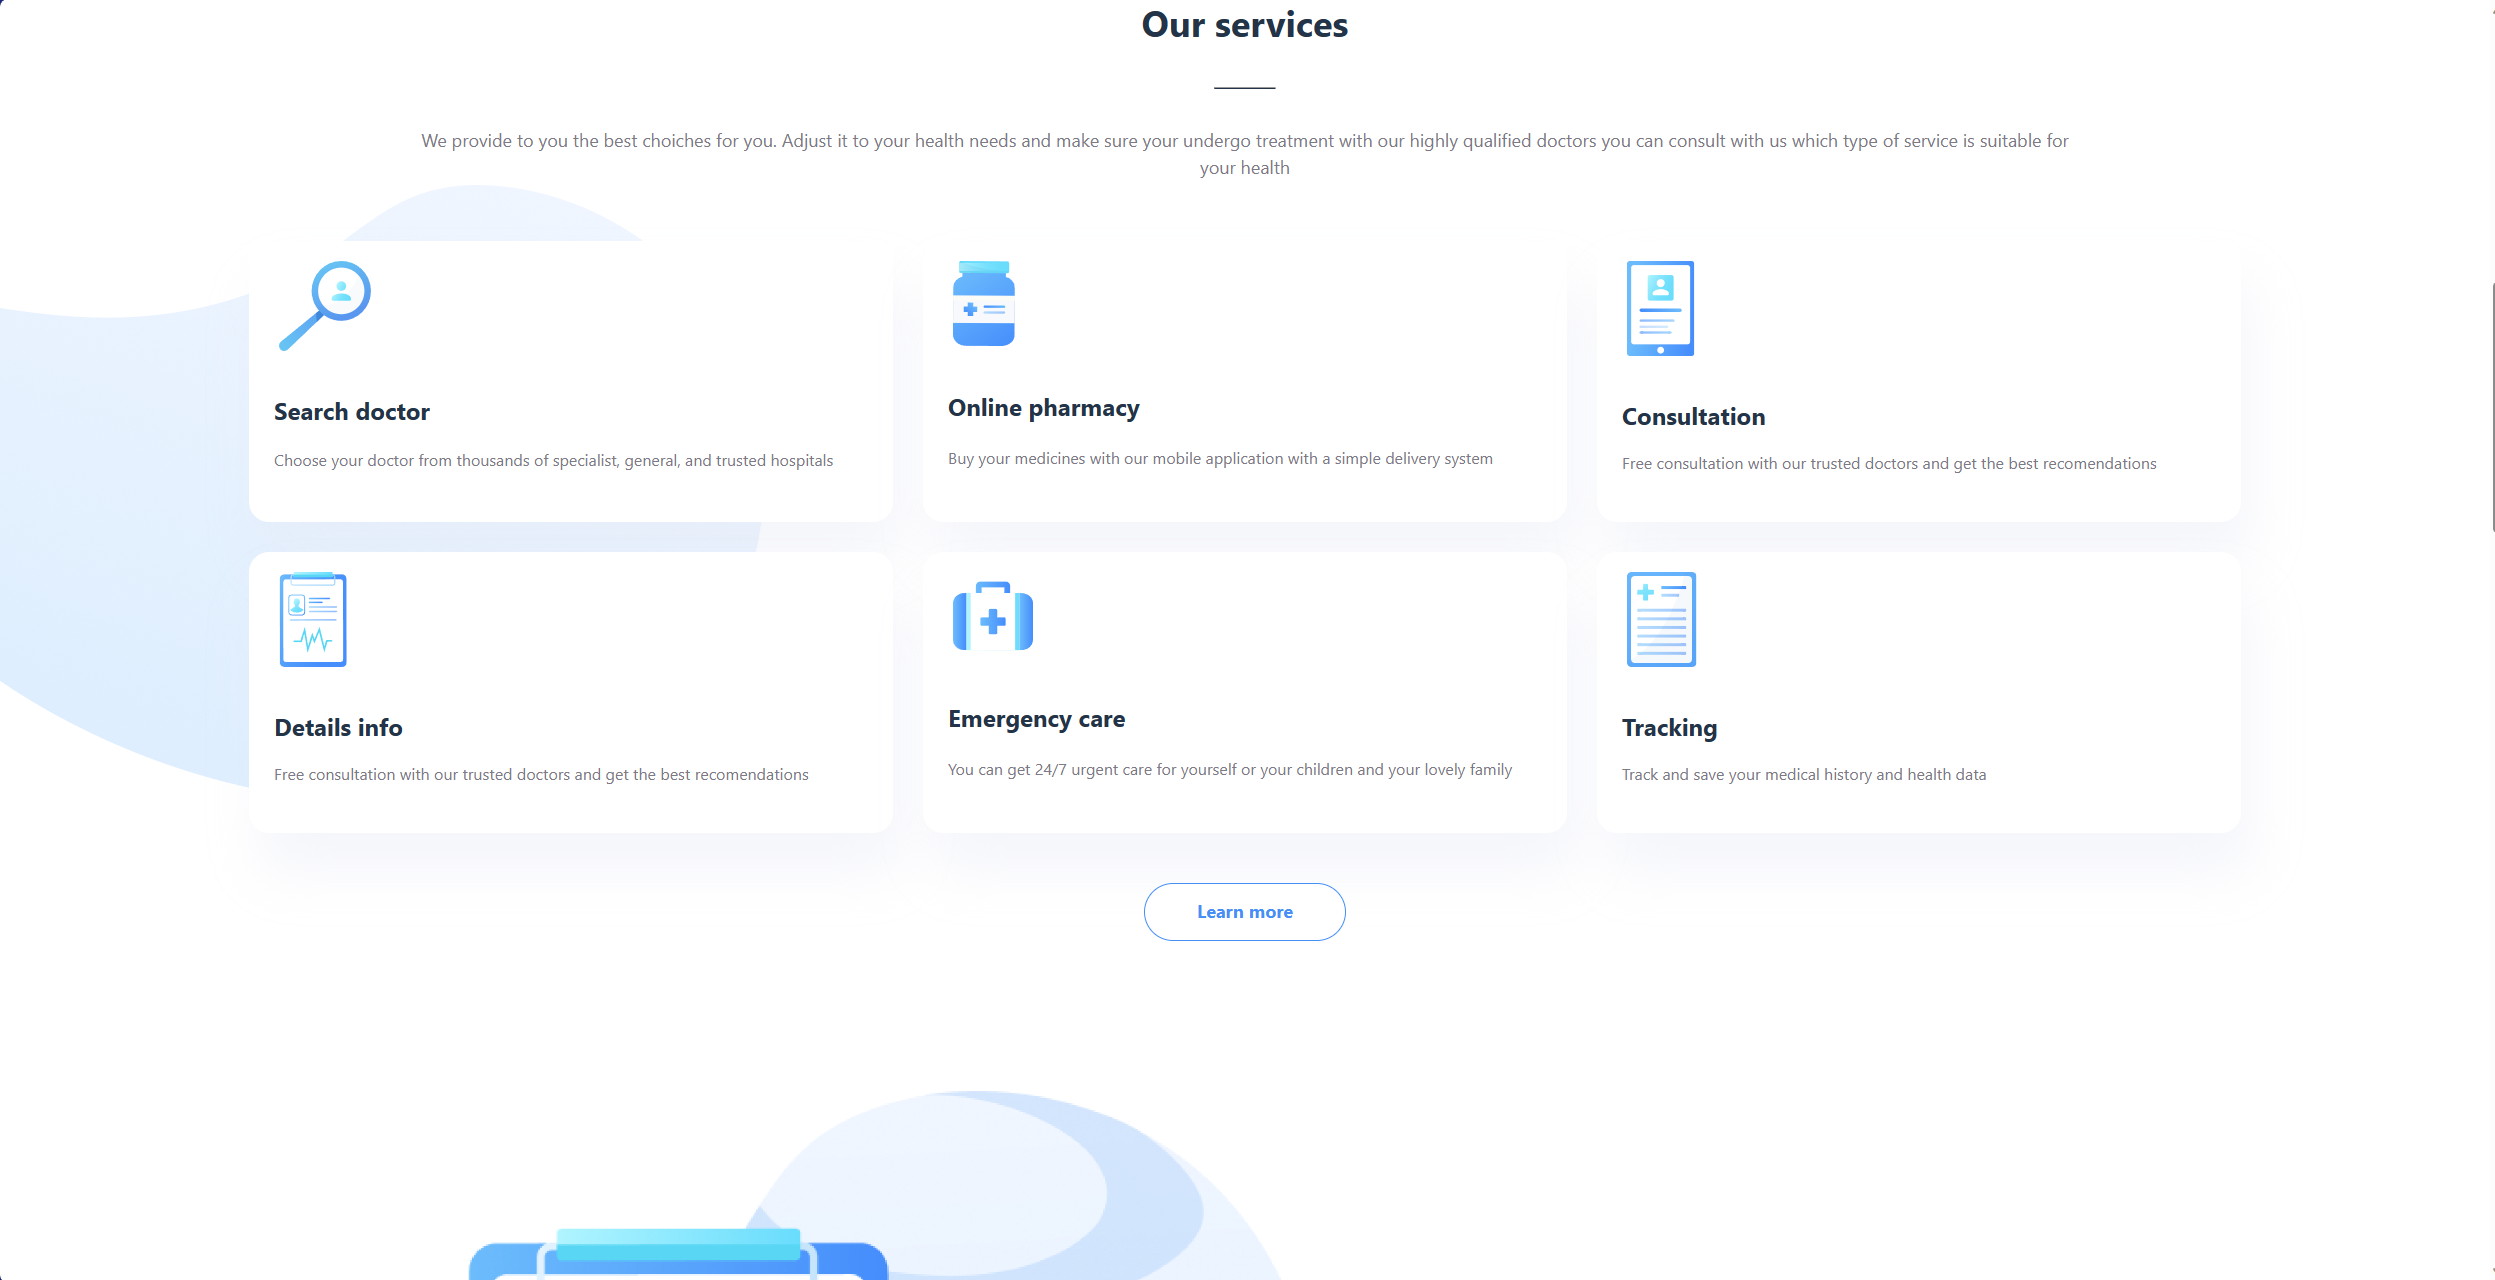 Our services
We provide to you the best choiches for you. Adjust it to your health needs and make sure your undergo treatment with our highly qualified doctors you can consult with us which type of service is suitable for
your health
Search doctor
Choose your doctor from thousands of specialist, general, and trusted hospitals
Online pharmacy
Buy your medicines with our mobile application with a simple delivery system
Consultation
Free consultation with our trusted doctors and get the best recomendations
Details info
Free consultation with our trusted doctors and get the best recomendations
Emergency care
You can get 24/7 urgent care for yourself or your children and your lovely family
Tracking
Track and save your medical history and health data
Learn more